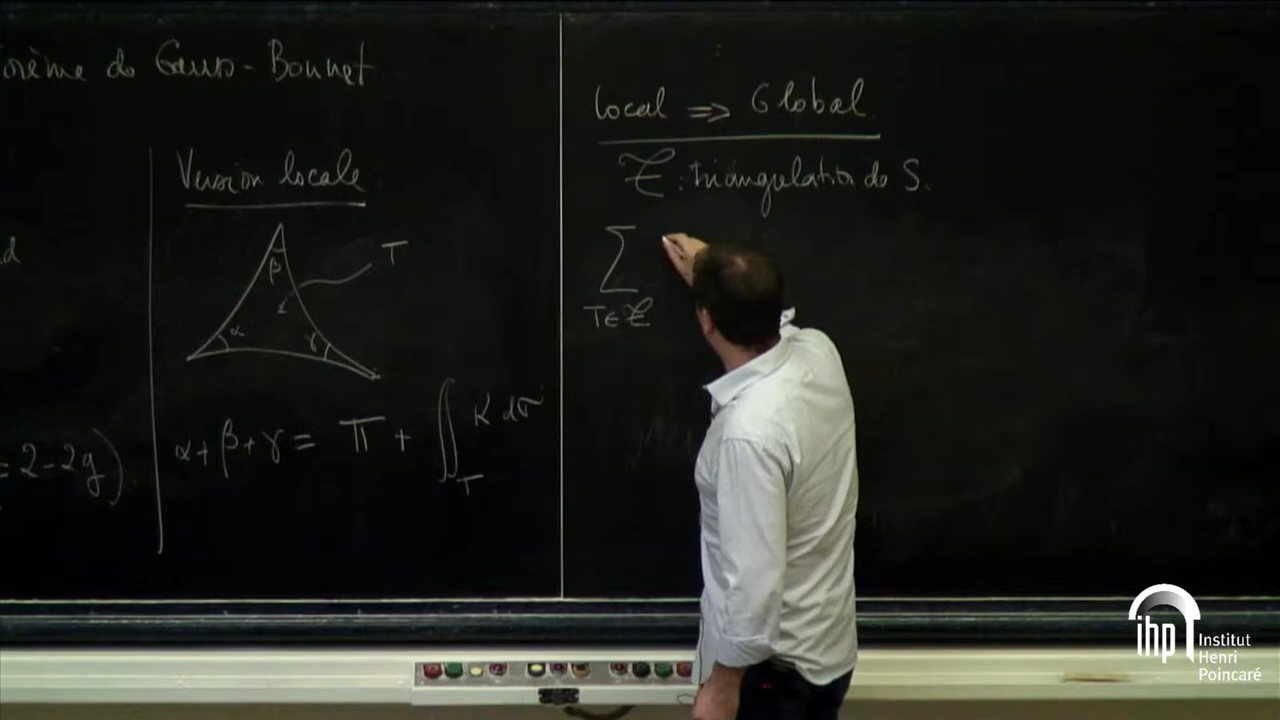 orème de Gauss-Bonnet
d
= 2-2g)
Version locale
β
T
α
γ
α+β+γ = π + ∬_T K dσ
Local ⇒ Global
𝒯 : triangulation de S.
∑
T∈𝒯
ihp Institut
Henri
Poincaré